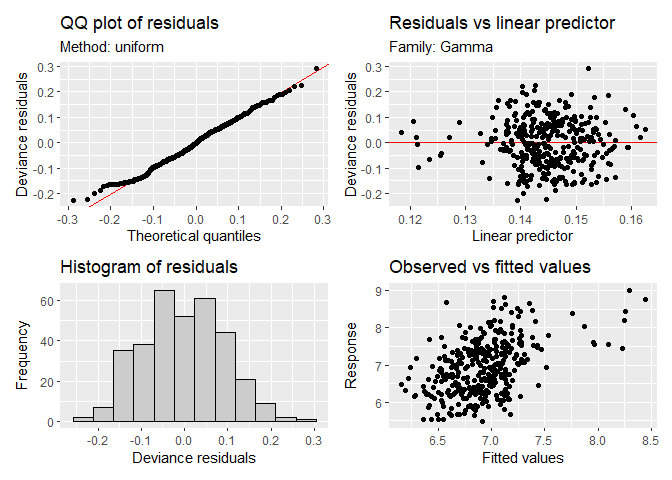 QQ plot of residuals
Method: uniform
Deviance residuals
0.3
0.2
0.1
0.0
-0.1
-0.2
-0.3 -0.2 -0.1 0.0 0.1 0.2 0.3
Theoretical quantiles
Residuals vs linear predictor
Family: Gamma
Deviance residuals
0.3
0.2
0.1
0.0
-0.1
-0.2
0.12 0.13 0.14 0.15 0.16
Linear predictor
Histogram of residuals
Frequency
60
40
20
0
-0.2 -0.1 0.0 0.1 0.2 0.3
Deviance residuals
Observed vs fitted values
Response
9
8
7
6
6.5 7.0 7.5 8.0 8.5
Fitted values